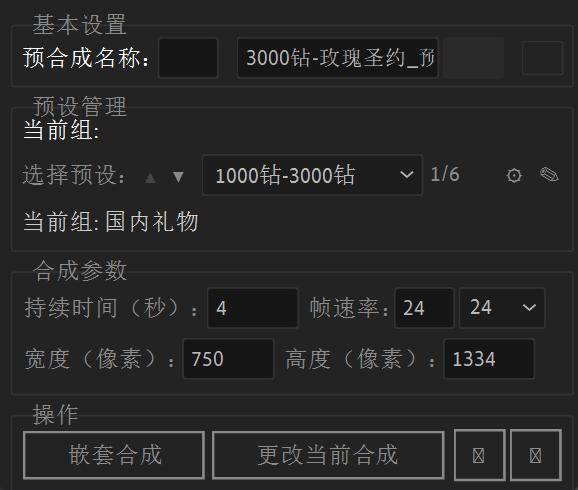 基本设置
预合成名称： 3000钻-玫瑰圣约_预
预设管理
当前组:
选择预设： ▲ ▼ 1000钻-3000钻 1/6 ⚙ ✎
当前组: 国内礼物
合成参数
持续时间（秒）： 4 帧速率： 24 24
宽度（像素）： 750 高度（像素）： 1334
操作
嵌套合成 更改当前合成